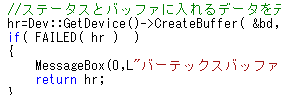 //ステータスとバッファに入れるデータをデ
hr=Dev::GetDevice()->CreateBuffer( &bd,
if( FAILED( hr ) )
{
MessageBox(0,L"バーテックスバッファ
return hr;
}